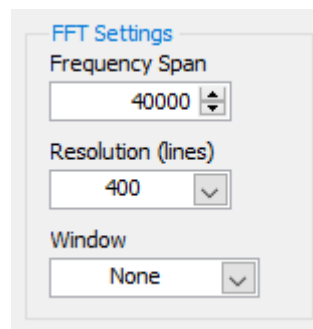 FFT Settings
Frequency Span
40000
Resolution (lines)
400
Window
None